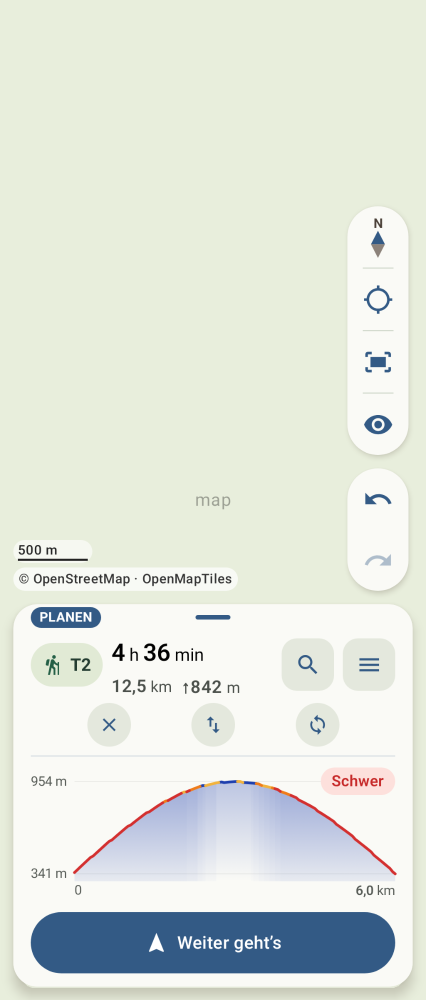 N
map
500 m
© OpenStreetMap · OpenMapTiles
PLANEN
T2
4 h 36 min
12,5 km ↑842 m
954 m
Schwer
341 m
0
6,0 km
Weiter geht's